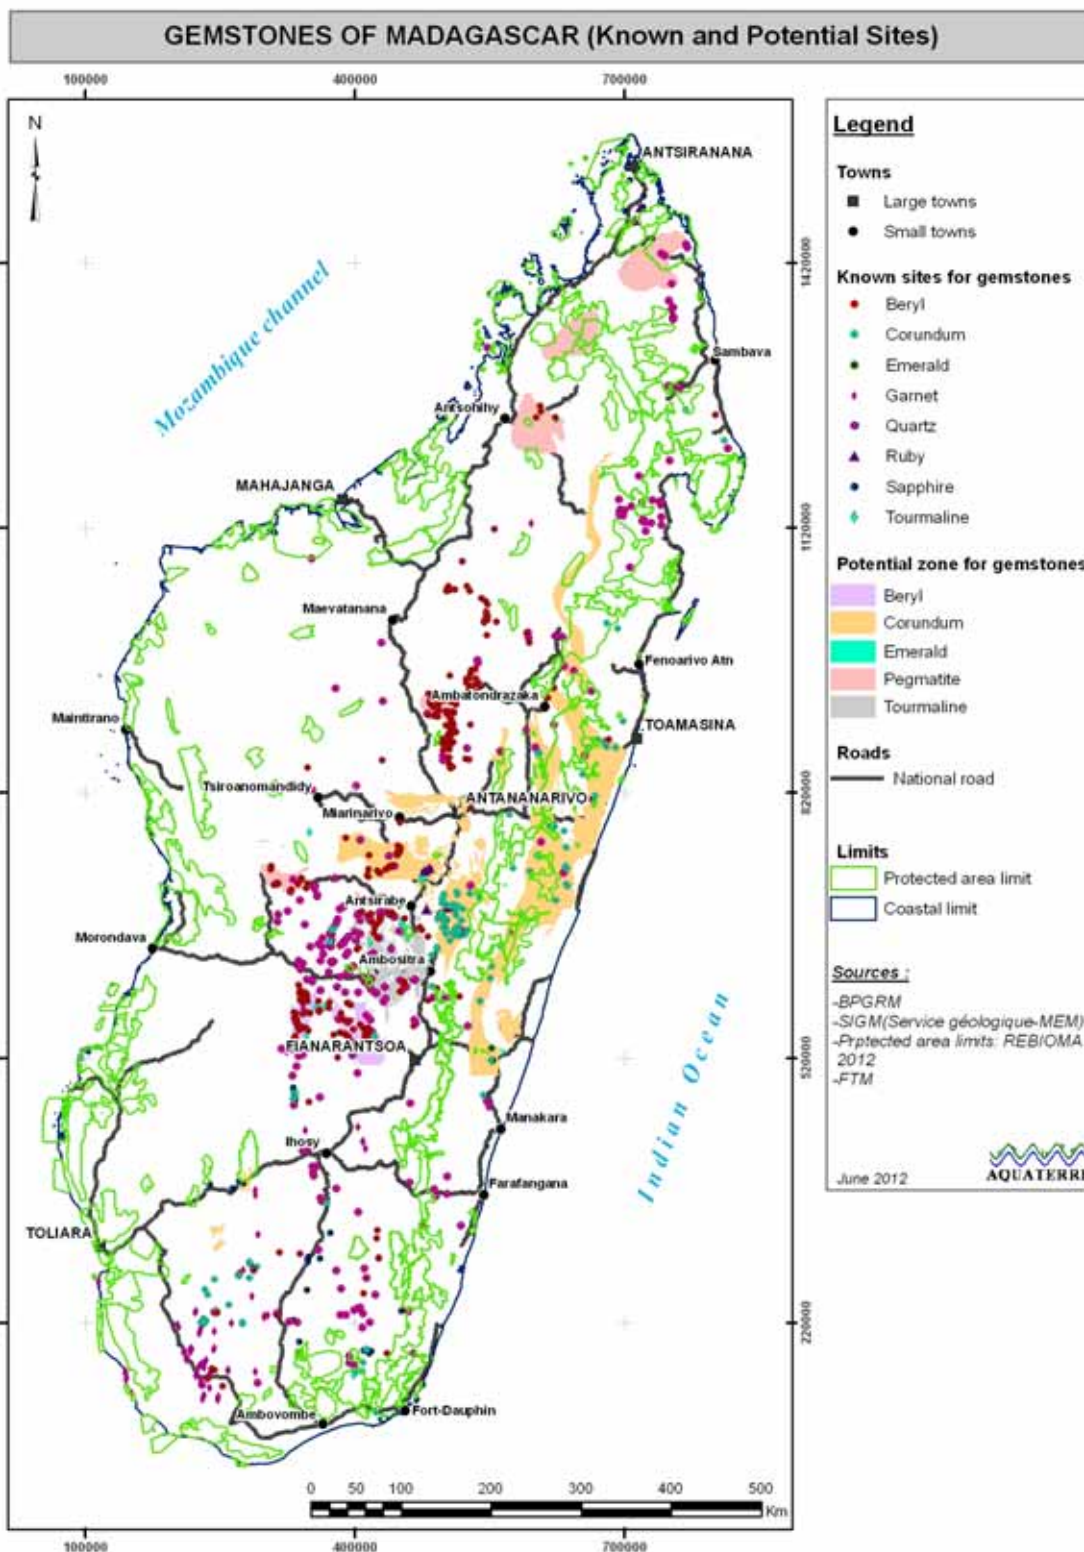 GEMSTONES OF MADAGASCAR (Known and Potential Sites)
100000 400000 700000
N
ANTSIRANANA
1420000
Mozambique channel
Sambava
Antsohihy
MAHAJANGA
1120000
Maevatanana
Fenoarivo Atn
Ambatondrazaka
Maintirano
TOAMASINA
Tsiroanomandidy
ANTANANARIVO
820000
Miarinarivo
Antsirabe
Morondava
Ambositra
Indian Ocean
FIANARANTSOA
520000
Manakara
Ihosy
Farafangana
TOLIARA
220000
Ambovombe
Fort-Dauphin
0 50 100 200 300 400 500
Km
100000 400000 700000
Legend
Towns
Large towns
Small towns
Known sites for gemstones
Beryl
Corundum
Emerald
Garnet
Quartz
Ruby
Sapphire
Tourmaline
Potential zone for gemstones
Beryl
Corundum
Emerald
Pegmatite
Tourmaline
Roads
National road
Limits
Protected area limit
Coastal limit
Sources :
-BPGRM
-SIGM(Service géologique-MEM)
-Prptected area limits: REBIOMA
2012
-FTM
June 2012
AQUATERRE